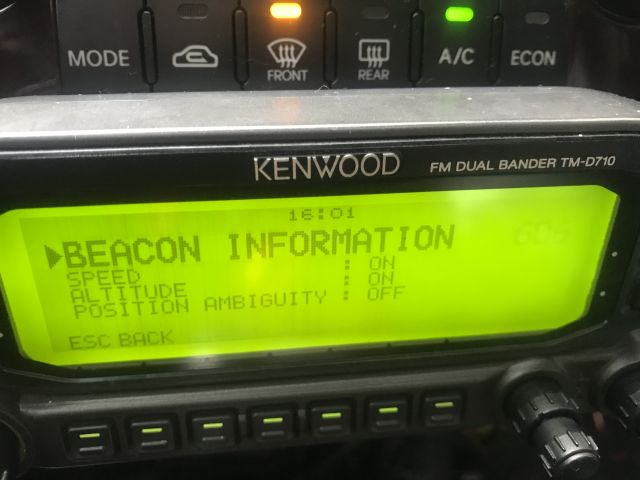 MODE
FRONT
REAR
A/C
ECON
KENWOOD
FM DUAL BANDER TM-D710
16:01
▶BEACON INFORMATION
SPEED : ON
ALTITUDE : ON
POSITION AMBIGUITY : OFF
ESC BACK